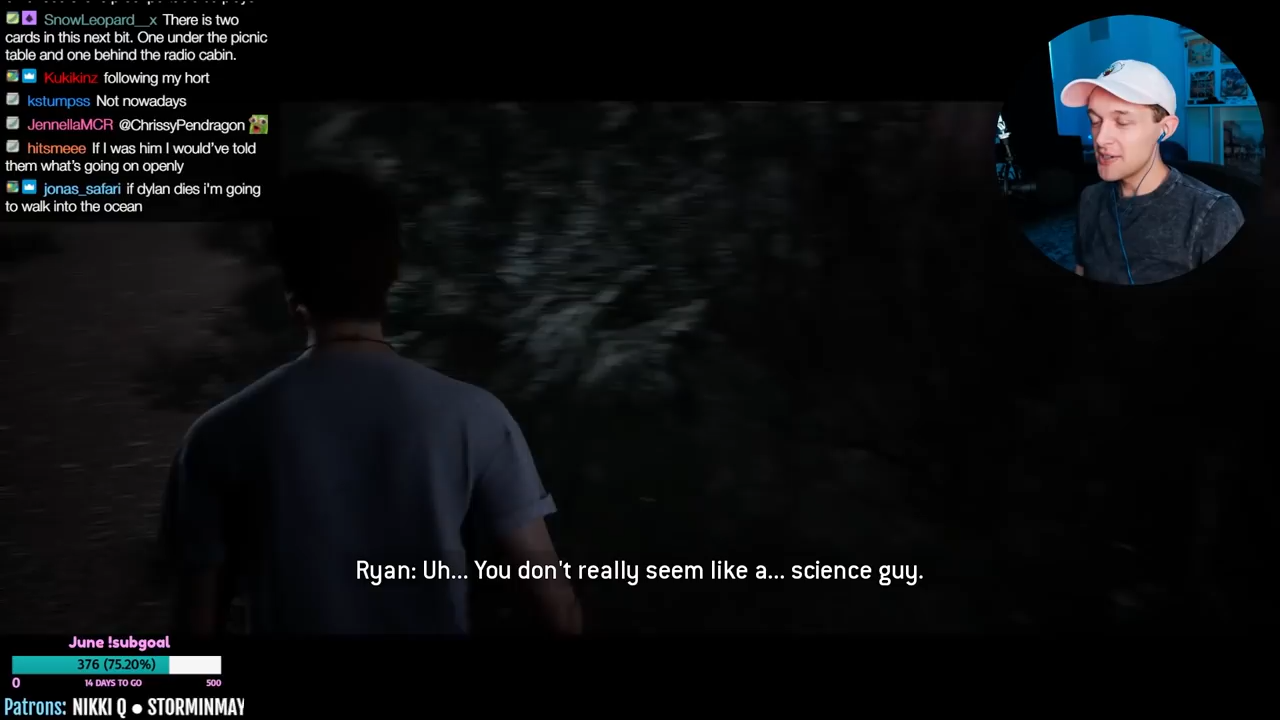 SnowLeopard__x There is two
cards in this next bit. One under the picnic
table and one behind the radio cabin.
Kukikinz following my hort
kstumpss Not nowadays
JennellaMCR @ChrissyPendragon
hitsmeee If I was him I would've told
them what's going on openly
jonas_safari if dylan dies i'm going
to walk into the ocean
Ryan: Uh... You don't really seem like a... science guy.
June !subgoal
376 (75.20%)
0 14 DAYS TO GO 500
Patrons: NIKKI Q ● STORMINMAY